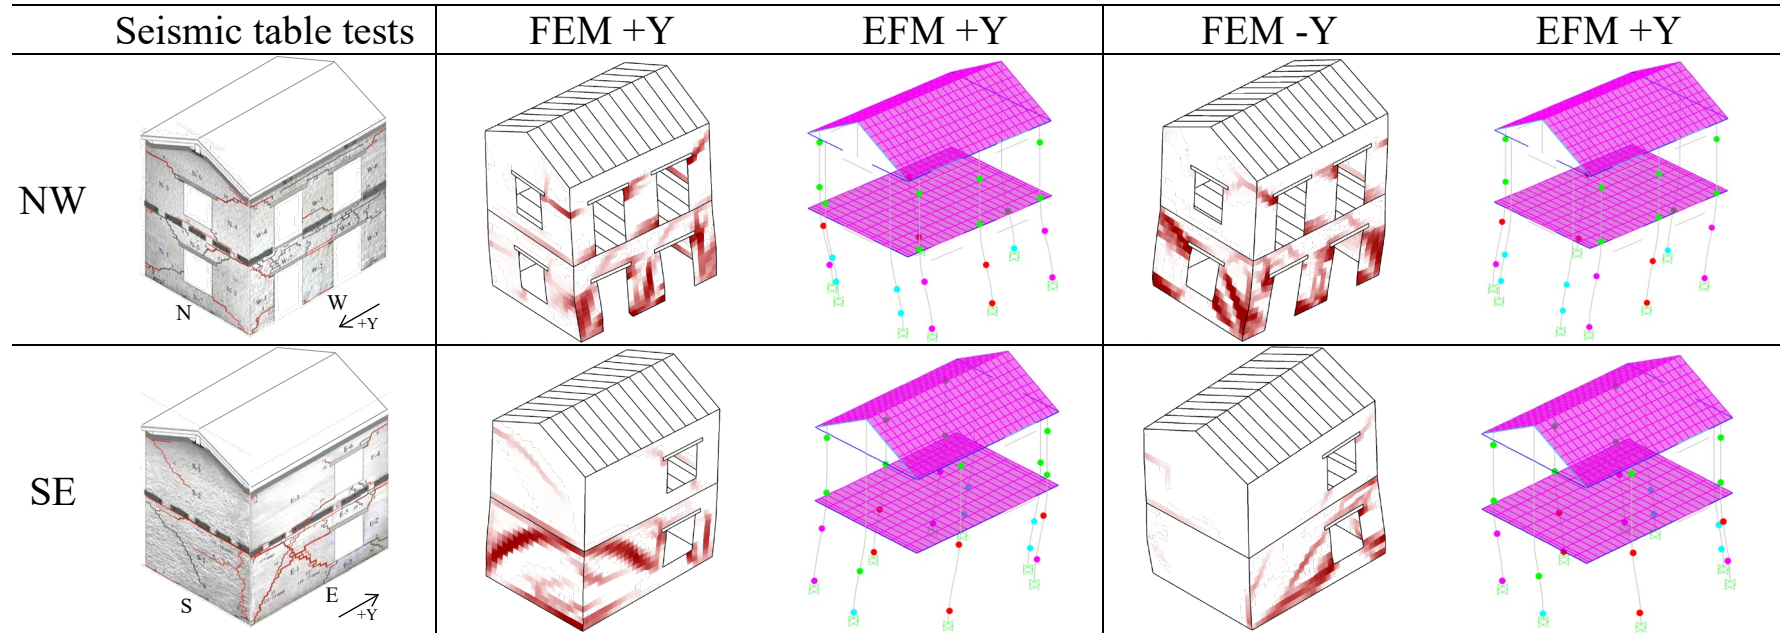 Seismic table tests FEM +Y EFM +Y FEM -Y EFM +Y
NW
N
W
+Y
SE
S
E
+Y